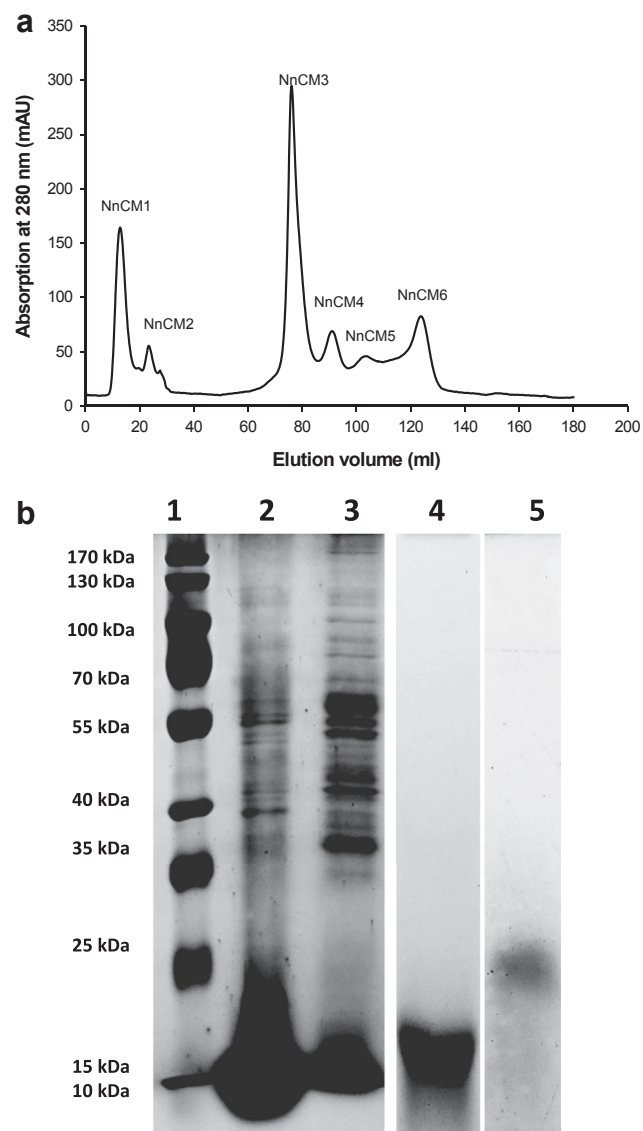 a
350
300
250
200
150
100
50
0
Absorption at 280 nm (mAU)
NnCM1
NnCM2
NnCM3
NnCM4
NnCM5
NnCM6
0 20 40 60 80 100 120 140 160 180 200
Elution volume (ml)
b
1 2 3 4 5
170 kDa
130 kDa
100 kDa
70 kDa
55 kDa
40 kDa
35 kDa
25 kDa
15 kDa
10 kDa